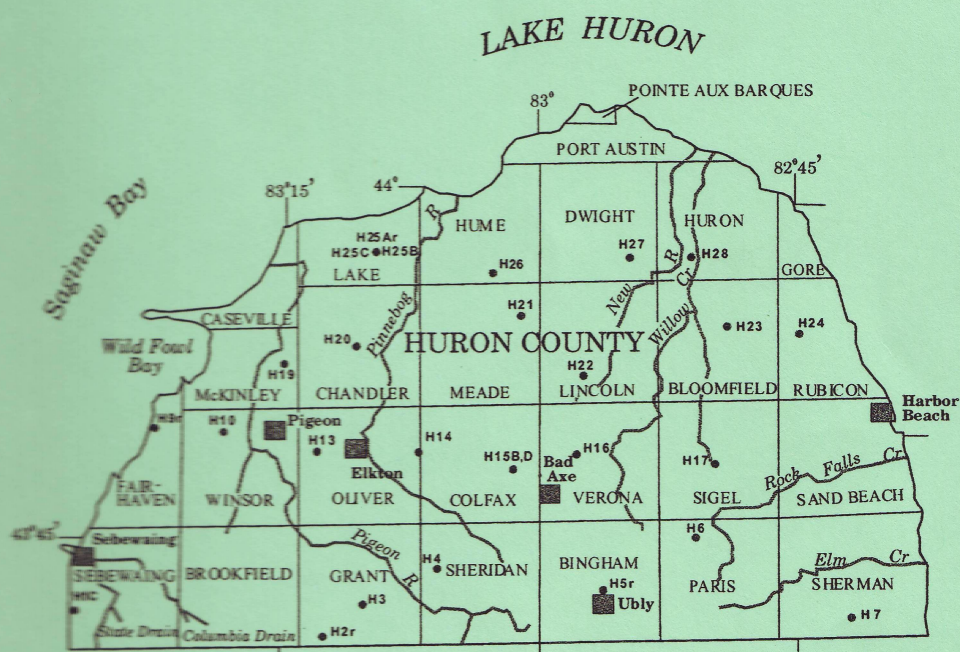 LAKE HURON
POINTE AUX BARQUES
83°
PORT AUSTIN
82°45'
83°15'
44°
Saginaw Bay
R
HUME
DWIGHT
HURON
H25Ar
H25C
H25B
H27
R
H28
LAKE
H26
GORE
Cr
Pinnebog
H21
New
Willow
CASEVILLE
H20
HURON COUNTY
H23
H24
Wild Fowl
Bay
H19
H22
McKINLEY
CHANDLER
MEADE
LINCOLN
BLOOMFIELD
RUBICON
Harbor
Beach
H9r
H10
Pigeon
H13
H14
H15B,D
H16
Bad
Axe
H17
Rock Falls Cr.
Elkton
FAIR-
HAVEN
WINSOR
OLIVER
COLFAX
VERONA
SIGEL
SAND BEACH
43°45'
Sebewaing
Pigeon
R
H6
H4
BINGHAM
Elm Cr
SEBEWAING
BROOKFIELD
GRANT
SHERIDAN
PARIS
SHERMAN
H3
H5r
Ubly
H7
State Drain
Columbia Drain
H2r